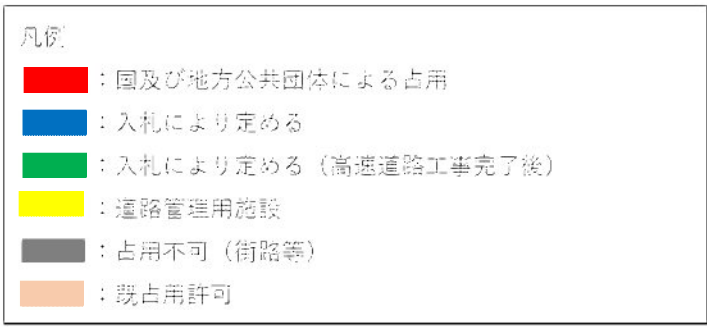 凡例
：国及び地方公共団体による占用
：入札により定める
：入札により定める（高速道路工事完了後）
：道路管理用施設
：占用不可（街路等）
：既占用許可